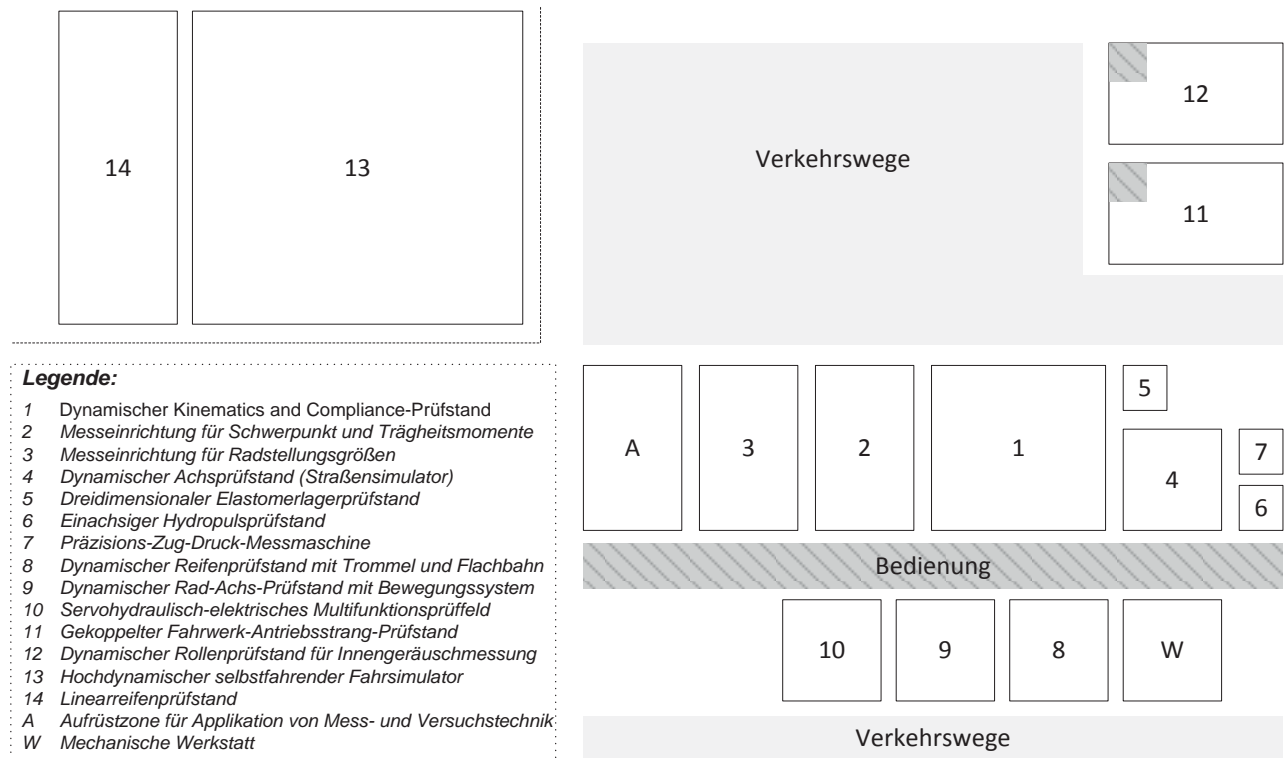 14
13
Verkehrswege
12
11
Legende:
1 Dynamischer Kinematics and Compliance-Prüfstand
2 Messeinrichtung für Schwerpunkt und Trägheitsmomente
3 Messeinrichtung für Radstellungsgrößen
4 Dynamischer Achsprüfstand (Straßensimulator)
5 Dreidimensionaler Elastomerlagerprüfstand
6 Einachsiger Hydropulsprüfstand
7 Präzisions-Zug-Druck-Messmaschine
8 Dynamischer Reifenprüfstand mit Trommel und Flachbahn
9 Dynamischer Rad-Achs-Prüfstand mit Bewegungssystem
10 Servohydraulisch-elektrisches Multifunktionsprüffeld
11 Gekoppelter Fahrwerk-Antriebsstrang-Prüfstand
12 Dynamischer Rollenprüfstand für Innengeräuschmessung
13 Hochdynamischer selbstfahrender Fahrsimulator
14 Linearreifenprüfstand
A Aufrüstzone für Applikation von Mess- und Versuchstechnik
W Mechanische Werkstatt
A
3
2
1
5
4
7
6
Bedienung
10
9
8
W
Verkehrswege